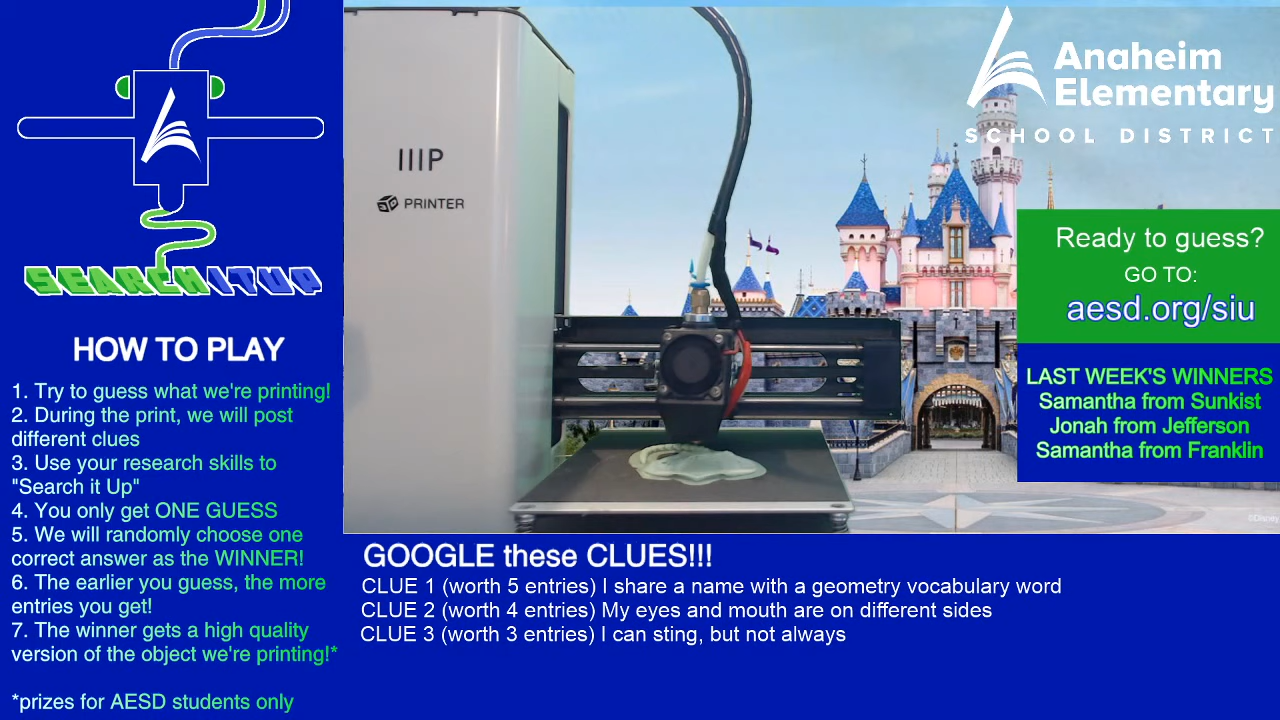 SEARCHITUP
HOW TO PLAY
1. Try to guess what we're printing!
2. During the print, we will post
different clues
3. Use your research skills to
"Search it Up"
4. You only get ONE GUESS
5. We will randomly choose one
correct answer as the WINNER!
6. The earlier you guess, the more
entries you get!
7. The winner gets a high quality
version of the object we're printing!*
*prizes for AESD students only
IIIP
3D PRINTER
Anaheim
Elementary
SCHOOL DISTRICT
Ready to guess?
GO TO:
aesd.org/siu
LAST WEEK'S WINNERS
Samantha from Sunkist
Jonah from Jefferson
Samantha from Franklin
©Disney
GOOGLE these CLUES!!!
CLUE 1 (worth 5 entries) I share a name with a geometry vocabulary word
CLUE 2 (worth 4 entries) My eyes and mouth are on different sides
CLUE 3 (worth 3 entries) I can sting, but not always